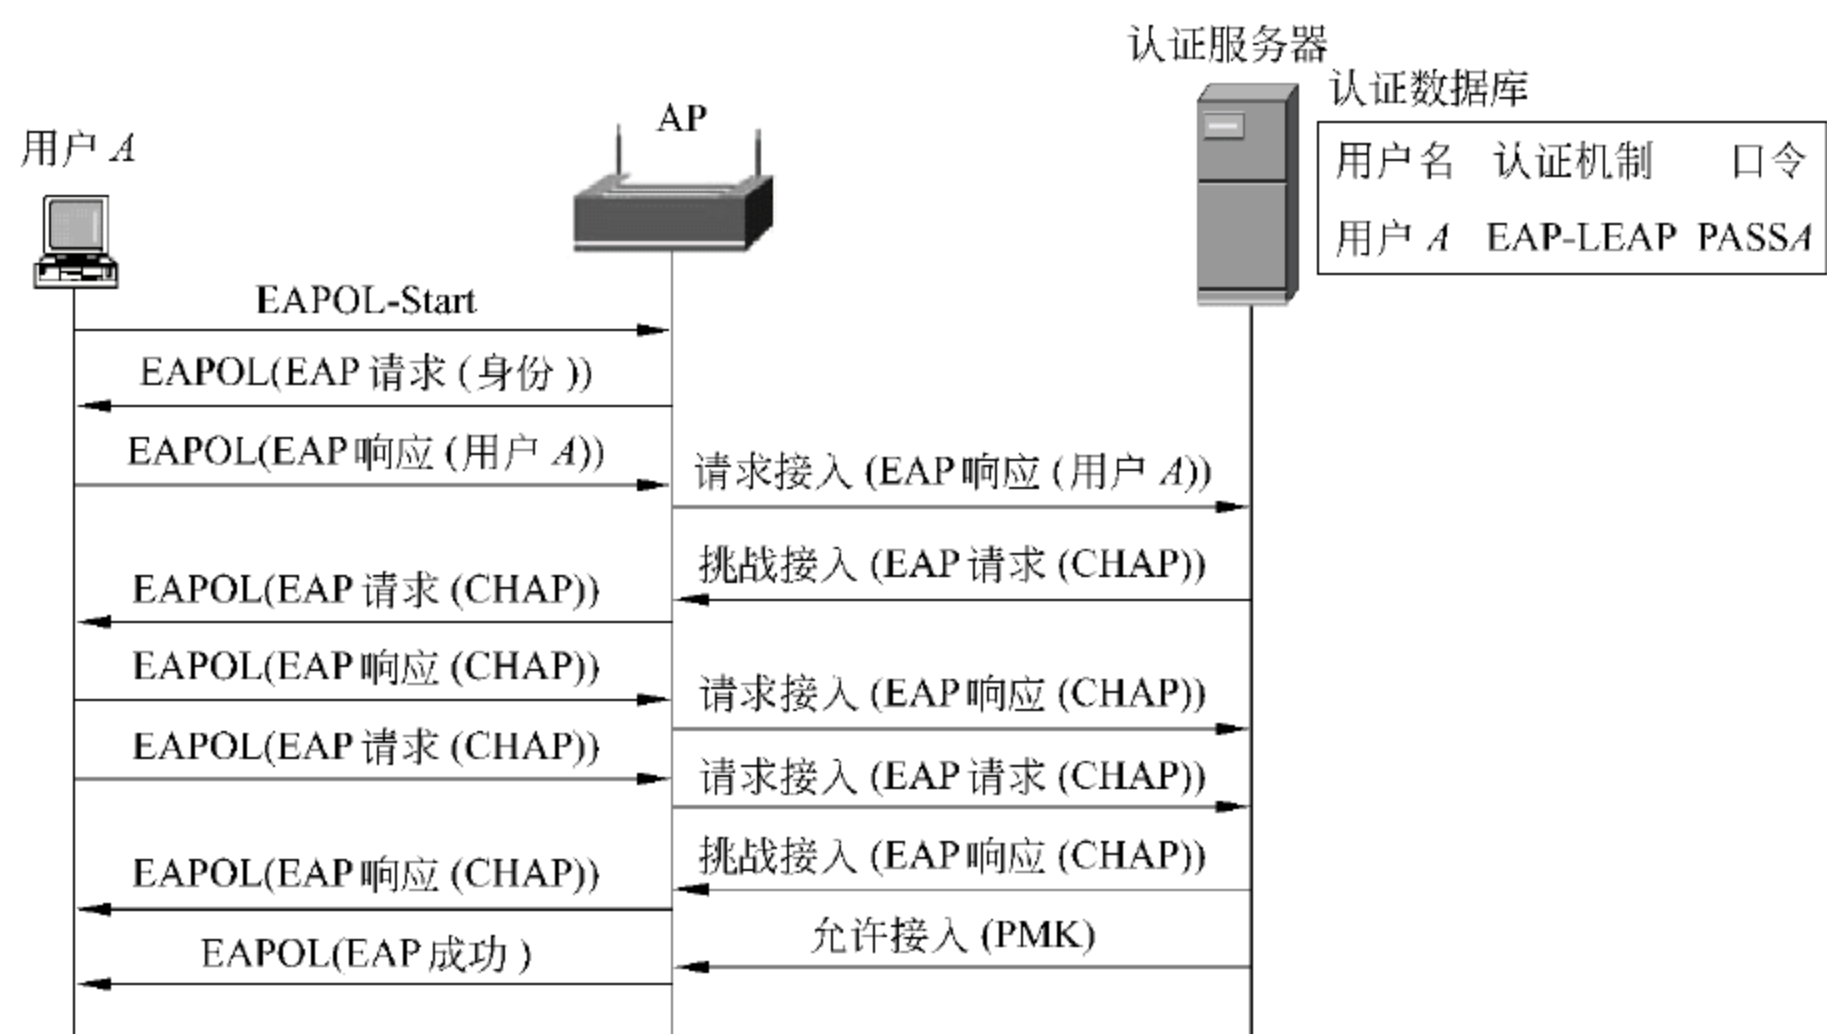 认证服务器
认证数据库
AP
用户 A
用户名 认证机制 口令
用户 A EAP-LEAP PASSA
EAPOL-Start
EAPOL(EAP 请求 (身份 ))
EAPOL(EAP 响应 (用户 A))
请求接入 (EAP 响应 (用户 A))
挑战接入 (EAP 请求 (CHAP))
EAPOL(EAP 请求 (CHAP))
EAPOL(EAP 响应 (CHAP))
请求接入 (EAP 响应 (CHAP))
EAPOL(EAP 请求 (CHAP))
请求接入 (EAP 请求 (CHAP))
挑战接入 (EAP 响应 (CHAP))
EAPOL(EAP 响应 (CHAP))
允许接入 (PMK)
EAPOL(EAP 成功 )